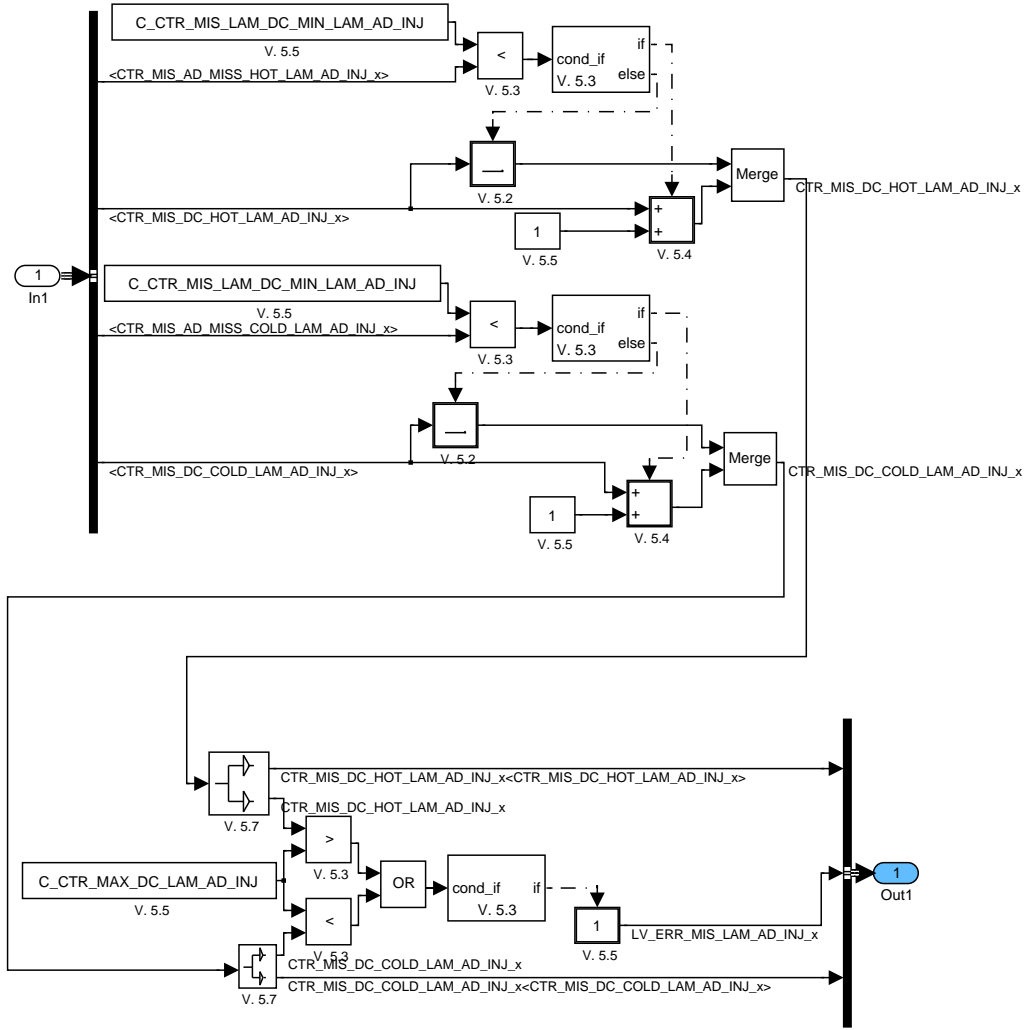 C_CTR_MIS_LAM_DC_MIN_LAM_AD_INJ
V. 5.5
<CTR_MIS_AD_MISS_HOT_LAM_AD_INJ_x>
<
V. 5.3
cond_if
if
else
V. 5.3
V. 5.2
Merge
CTR_MIS_DC_HOT_LAM_AD_INJ_x
<CTR_MIS_DC_HOT_LAM_AD_INJ_x>
1
V. 5.5
+
+
V. 5.4
1
In1
C_CTR_MIS_LAM_DC_MIN_LAM_AD_INJ
V. 5.5
<CTR_MIS_AD_MISS_COLD_LAM_AD_INJ_x>
<
V. 5.3
cond_if
if
else
V. 5.3
V. 5.2
Merge
CTR_MIS_DC_COLD_LAM_AD_INJ_x
<CTR_MIS_DC_COLD_LAM_AD_INJ_x>
1
V. 5.5
+
+
V. 5.4
V. 5.7
CTR_MIS_DC_HOT_LAM_AD_INJ_x<CTR_MIS_DC_HOT_LAM_AD_INJ_x>
CTR_MIS_DC_HOT_LAM_AD_INJ_x
>
V. 5.3
C_CTR_MAX_DC_LAM_AD_INJ
V. 5.5
OR
cond_if
if
V. 5.3
<
V. 5.3
1
V. 5.5
LV_ERR_MIS_LAM_AD_INJ_x
1
Out1
V. 5.7
CTR_MIS_DC_COLD_LAM_AD_INJ_x
CTR_MIS_DC_COLD_LAM_AD_INJ_x<CTR_MIS_DC_COLD_LAM_AD_INJ_x>